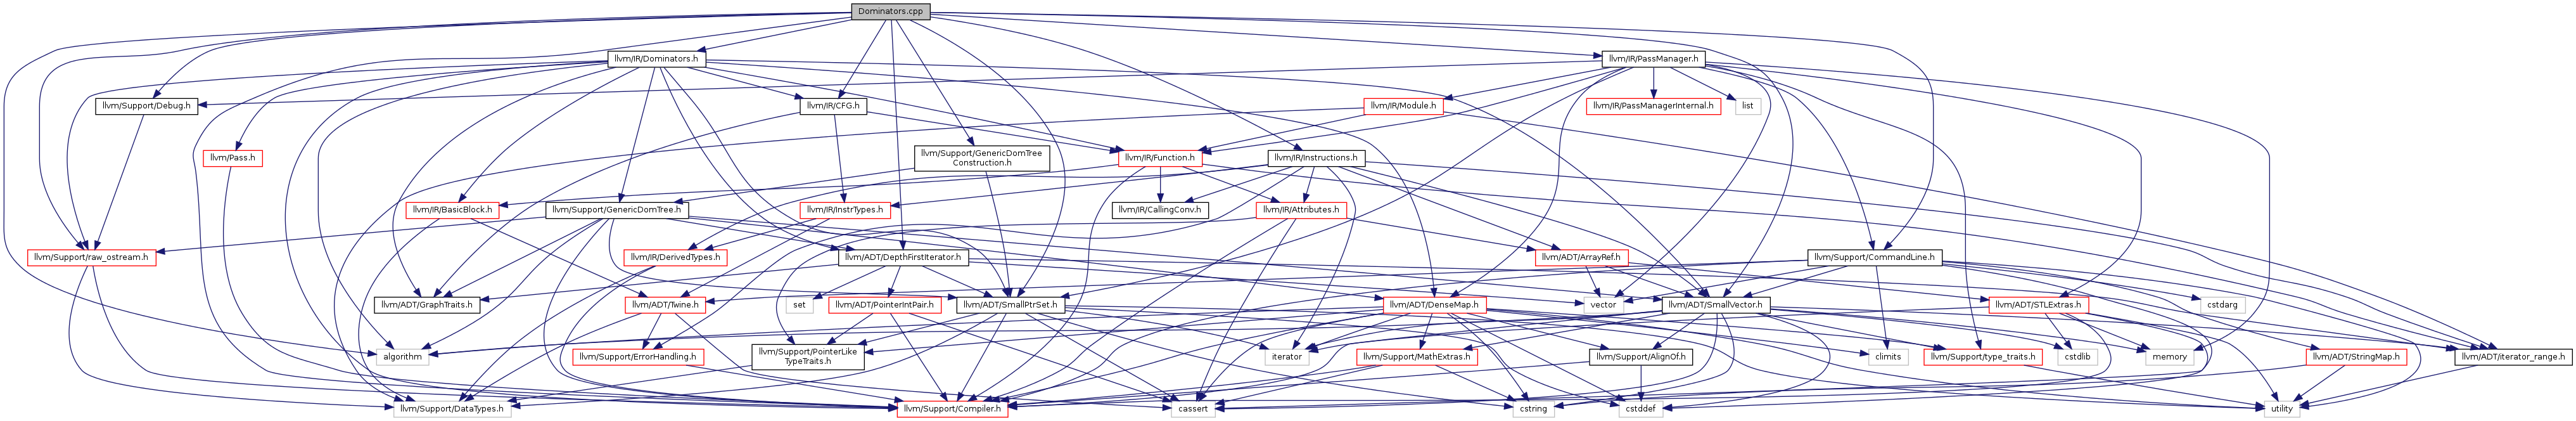 Dominators.cpp
llvm/IR/Dominators.h
llvm/IR/PassManager.h
llvm/Support/Debug.h
llvm/IR/CFG.h
llvm/IR/Module.h
llvm/IR/PassManagerInternal.h
list
llvm/Pass.h
llvm/Support/GenericDomTree
Construction.h
llvm/IR/Function.h
llvm/IR/Instructions.h
llvm/IR/BasicBlock.h
llvm/Support/GenericDomTree.h
llvm/IR/InstrTypes.h
llvm/IR/CallingConv.h
llvm/IR/Attributes.h
llvm/Support/raw_ostream.h
llvm/IR/DerivedTypes.h
llvm/ADT/DepthFirstIterator.h
llvm/ADT/ArrayRef.h
llvm/Support/CommandLine.h
llvm/ADT/GraphTraits.h
llvm/ADT/Twine.h
set
llvm/ADT/PointerIntPair.h
llvm/ADT/SmallPtrSet.h
llvm/ADT/DenseMap.h
vector
llvm/ADT/SmallVector.h
llvm/ADT/STLExtras.h
cstdarg
algorithm
llvm/Support/ErrorHandling.h
llvm/Support/PointerLike
TypeTraits.h
iterator
llvm/Support/MathExtras.h
llvm/Support/AlignOf.h
climits
llvm/Support/type_traits.h
cstdlib
memory
llvm/ADT/StringMap.h
llvm/ADT/iterator_range.h
llvm/Support/DataTypes.h
llvm/Support/Compiler.h
cassert
cstring
cstddef
utility